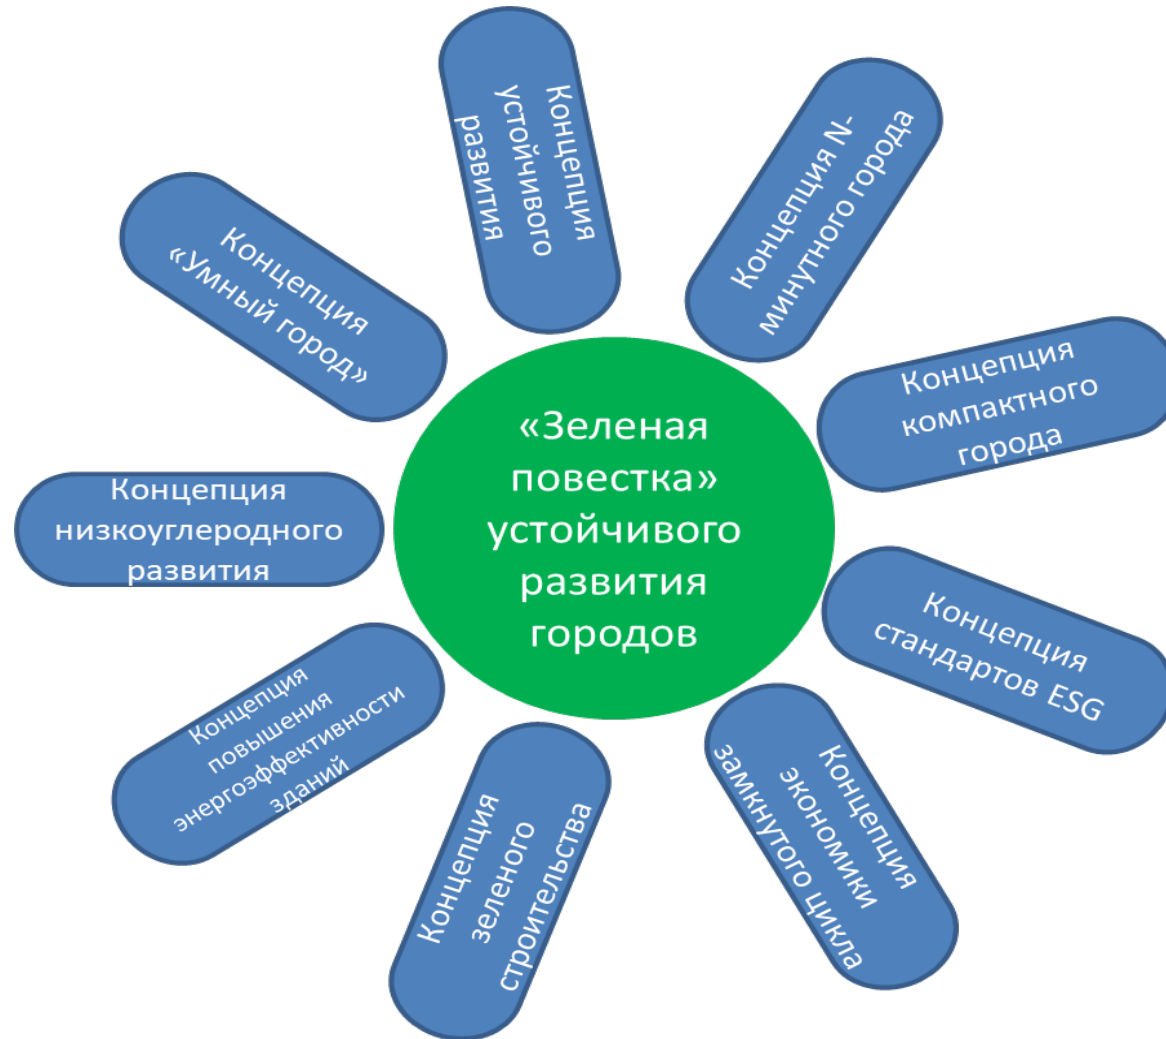 Концепция
устойчивого
развития
Концепция N-
минутного города
Концепция
компактного
города
Концепция
стандартов ESG
Концепция
экономики
замкнутого цикла
Концепция
зеленого
строительства
Концепция
повышения
энергоэффективности
зданий
Концепция
низкоуглеродного
развития
Концепция
«Умный город»
«Зеленая
повестка»
устойчивого
развития
городов